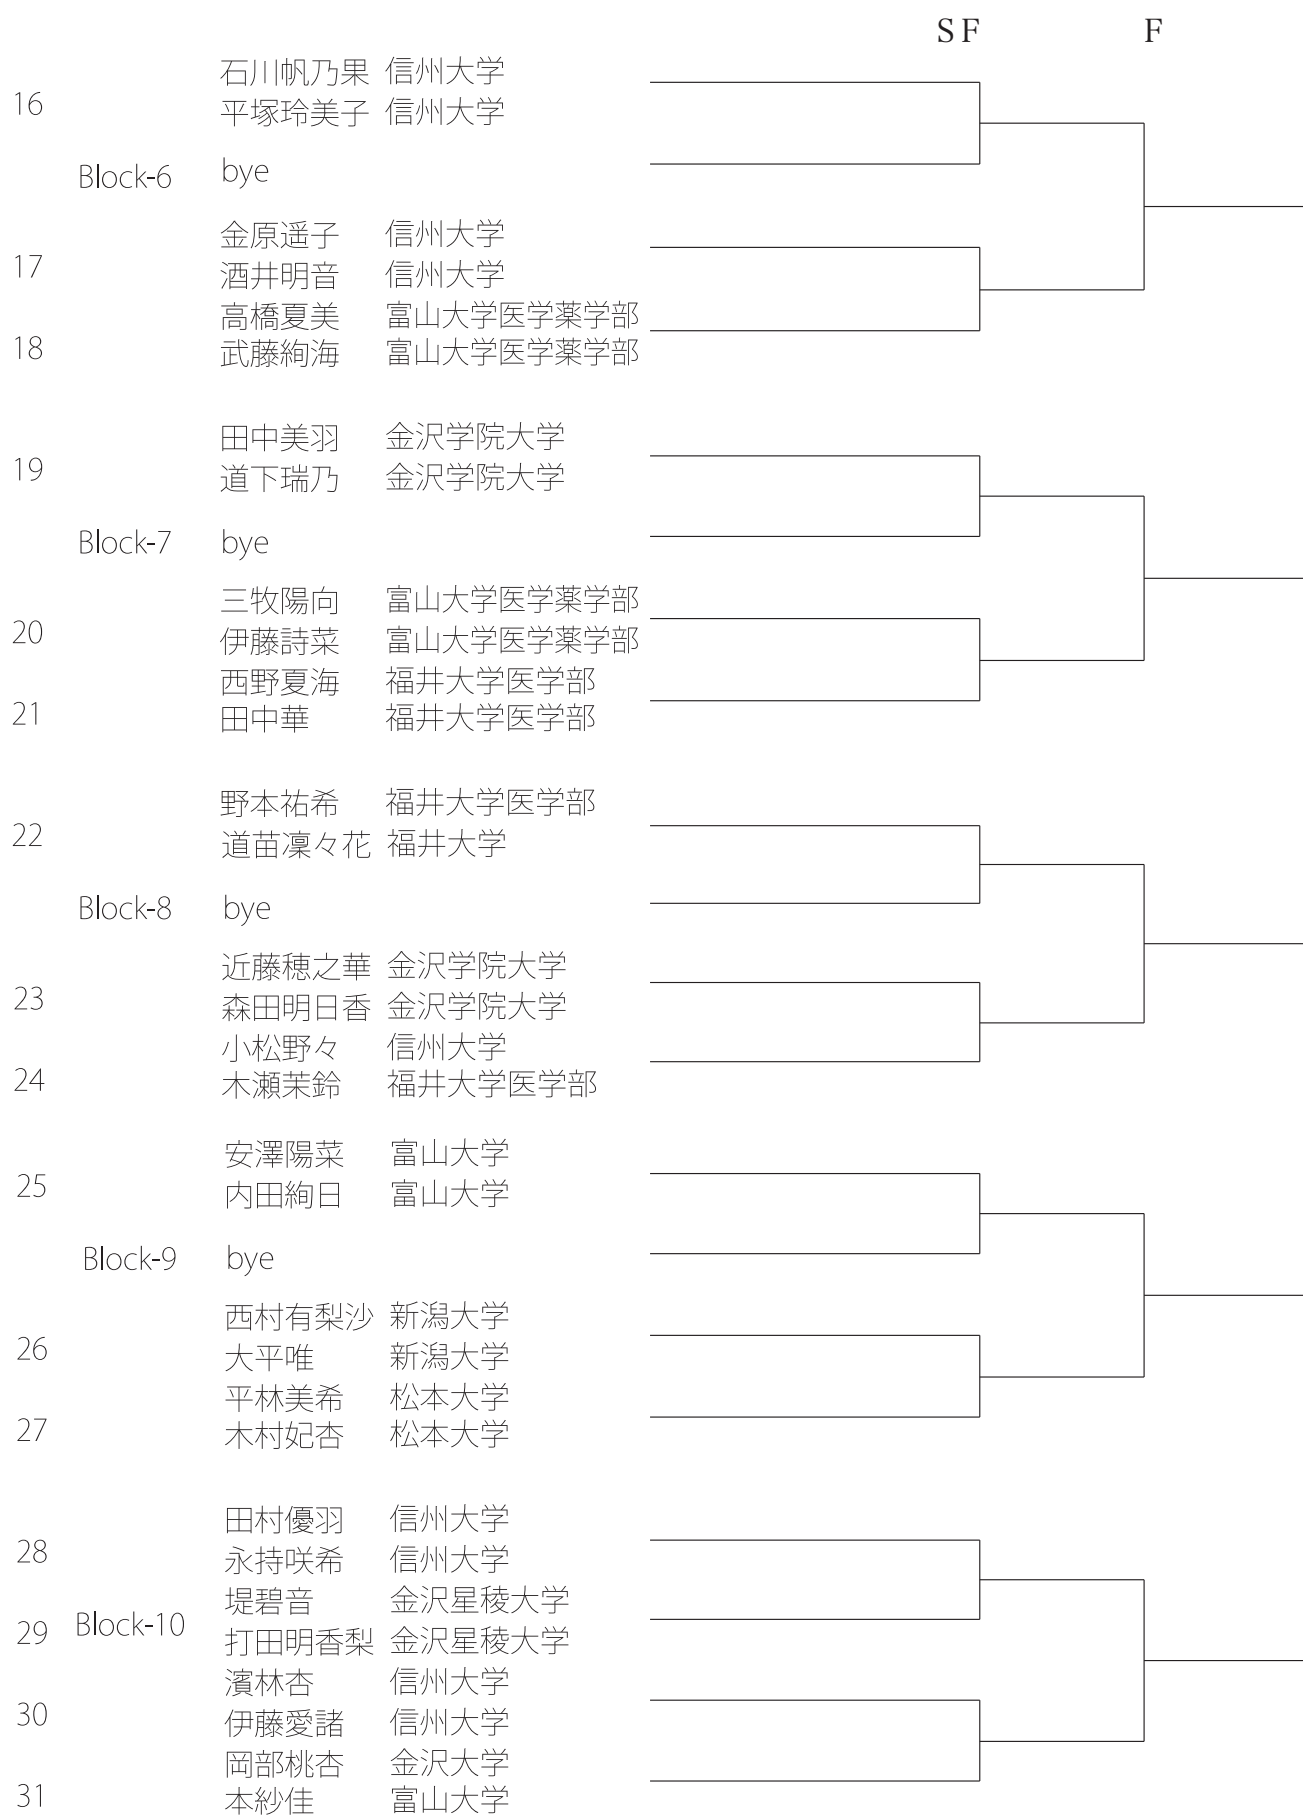 S F F
石川帆乃果 信州大学
16
平塚玲美子 信州大学
Block-6 bye
金原遥子 信州大学
17
酒井明音 信州大学
高橋夏美 富山大学医学薬学部
18
武藤絢海 富山大学医学薬学部
田中美羽 金沢学院大学
19
道下瑞乃 金沢学院大学
Block-7 bye
三牧陽向 富山大学医学薬学部
20
伊藤詩菜 富山大学医学薬学部
西野夏海 福井大学医学部
21
田中華 福井大学医学部
野本祐希 福井大学医学部
22
道苗凜々花 福井大学
Block-8 bye
近藤穂之華 金沢学院大学
23
森田明日香 金沢学院大学
小松野々 信州大学
24
木瀬茉鈴 福井大学医学部
安澤陽菜 富山大学
25
内田絢日 富山大学
Block-9 bye
西村有梨沙 新潟大学
26
大平唯 新潟大学
平林美希 松本大学
27
木村妃杏 松本大学
田村優羽 信州大学
28
永持咲希 信州大学
堤碧音 金沢星稜大学
29 Block-10
打田明香梨 金沢星稜大学
濱林杏 信州大学
30
伊藤愛諸 信州大学
岡部桃杏 金沢大学
31
本紗佳 富山大学